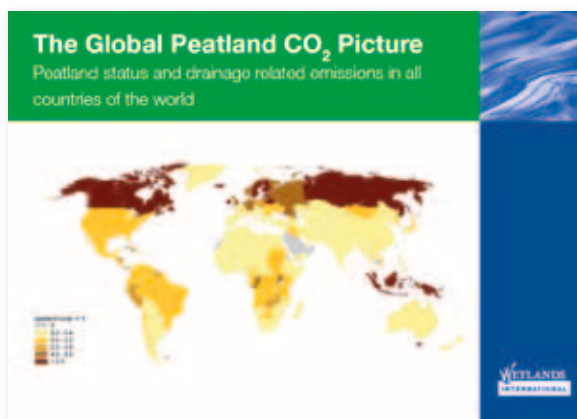 The Global Peatland CO₂ Picture
Peatland status and drainage related emissions in all
countries of the world
WETLANDS
INTERNATIONAL